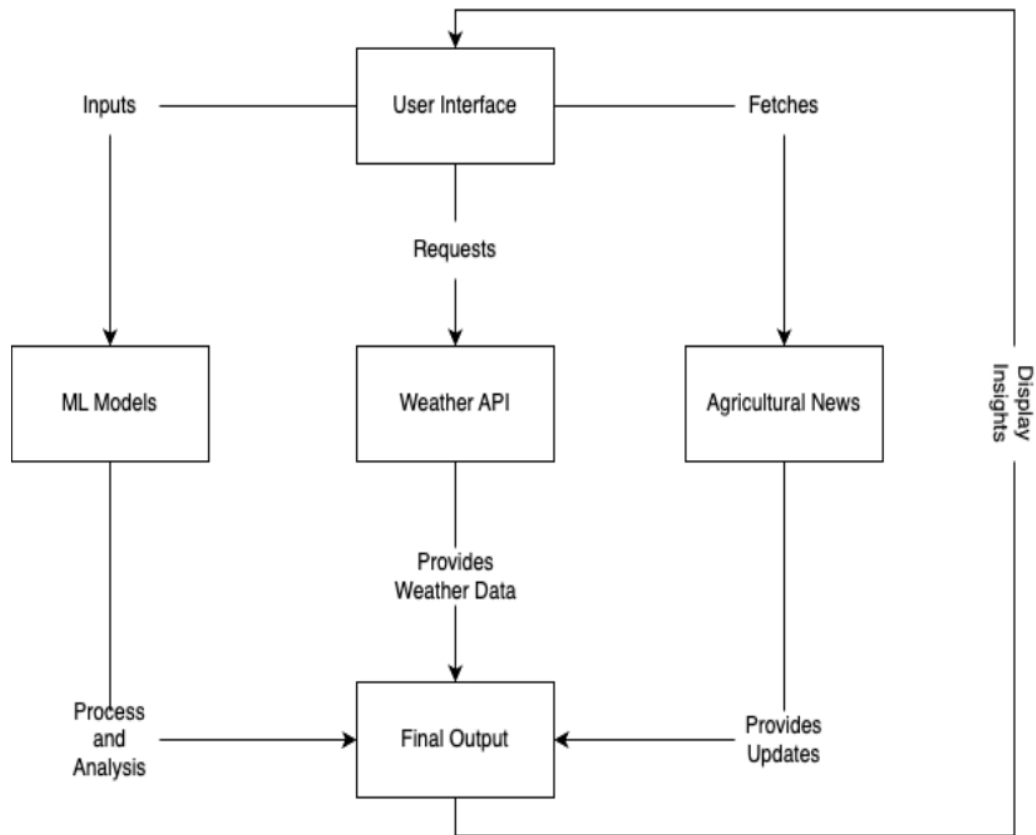 Inputs
User Interface
Fetches
Requests
ML Models
Weather API
Agricultural News
Display
Insights
Provides
Weather Data
Process
and
Analysis
Final Output
Provides
Updates